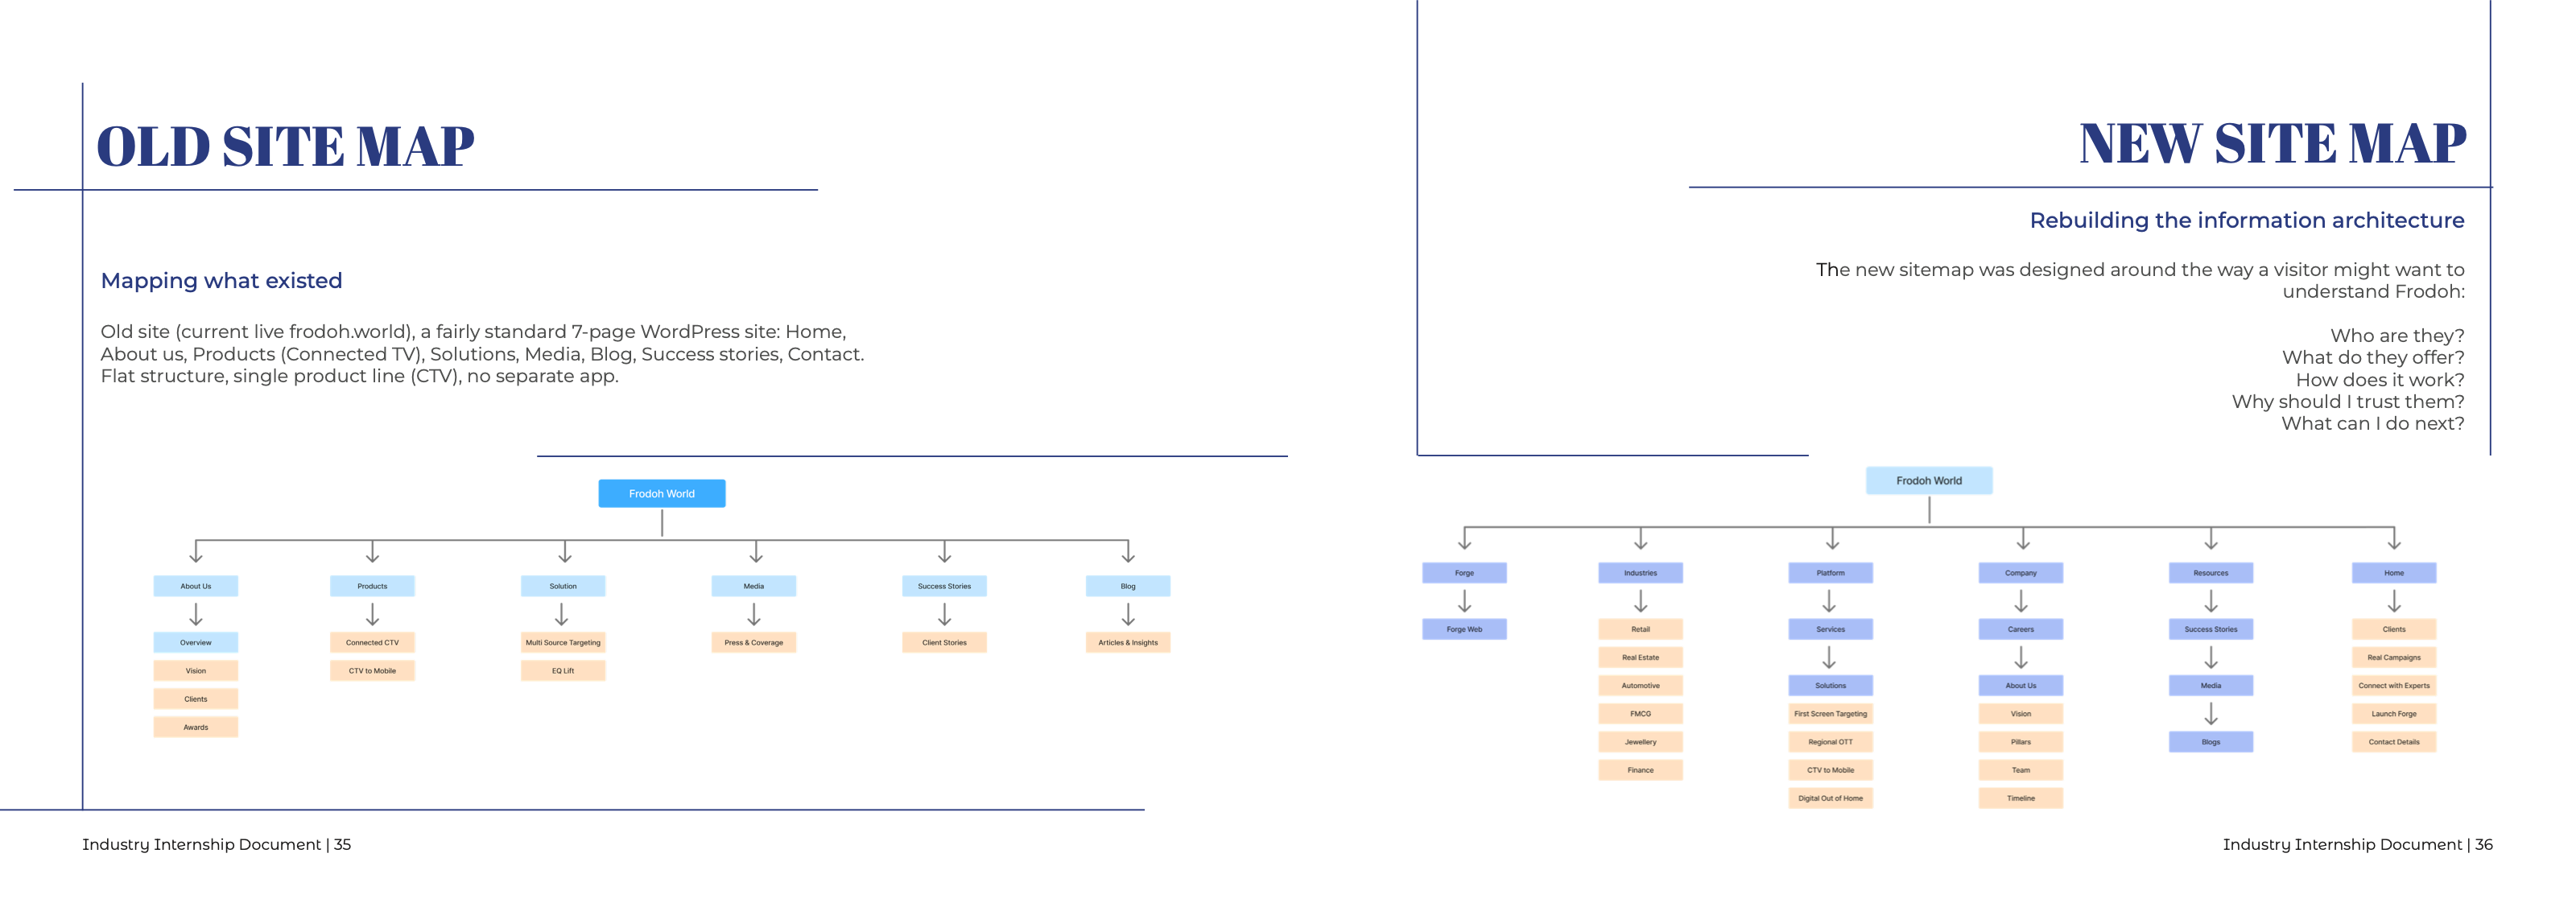 OLD SITE MAP
Mapping what existed
Old site (current live frodoh.world), a fairly standard 7-page WordPress site: Home,
About us, Products (Connected TV), Solutions, Media, Blog, Success stories, Contact.
Flat structure, single product line (CTV), no separate app.
Frodoh World
About Us
Products
Solution
Media
Success Stories
Blog
Overview
Connected CTV
Multi Source Targeting
Press & Coverage
Client Stories
Articles & Insights
Vision
CTV to Mobile
EQ Lift
Clients
Awards
Industry Internship Document | 35
NEW SITE MAP
Rebuilding the information architecture
The new sitemap was designed around the way a visitor might want to
understand Frodoh:
Who are they?
What do they offer?
How does it work?
Why should I trust them?
What can I do next?
Frodoh World
Forge
Industries
Platform
Company
Resources
Home
Forge Web
Retail
Services
Careers
Success Stories
Clients
Real Estate
Real Campaigns
Automotive
Solutions
About Us
Media
Connect with Experts
FMCG
First Screen Targeting
Vision
Launch Forge
Jewellery
Regional OTT
Pillars
Blogs
Contact Details
Finance
CTV to Mobile
Team
Digital Out of Home
Timeline
Industry Internship Document | 36